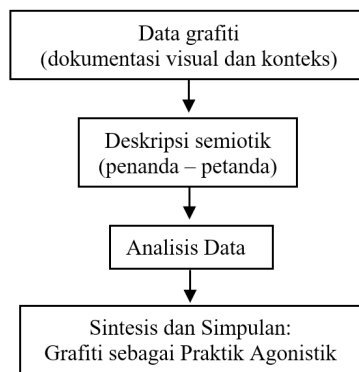 Data grafiti
(dokumentasi visual dan konteks)
Deskripsi semiotik
(penanda – petanda)
Analisis Data
Sintesis dan Simpulan:
Grafiti sebagai Praktik Agonistik